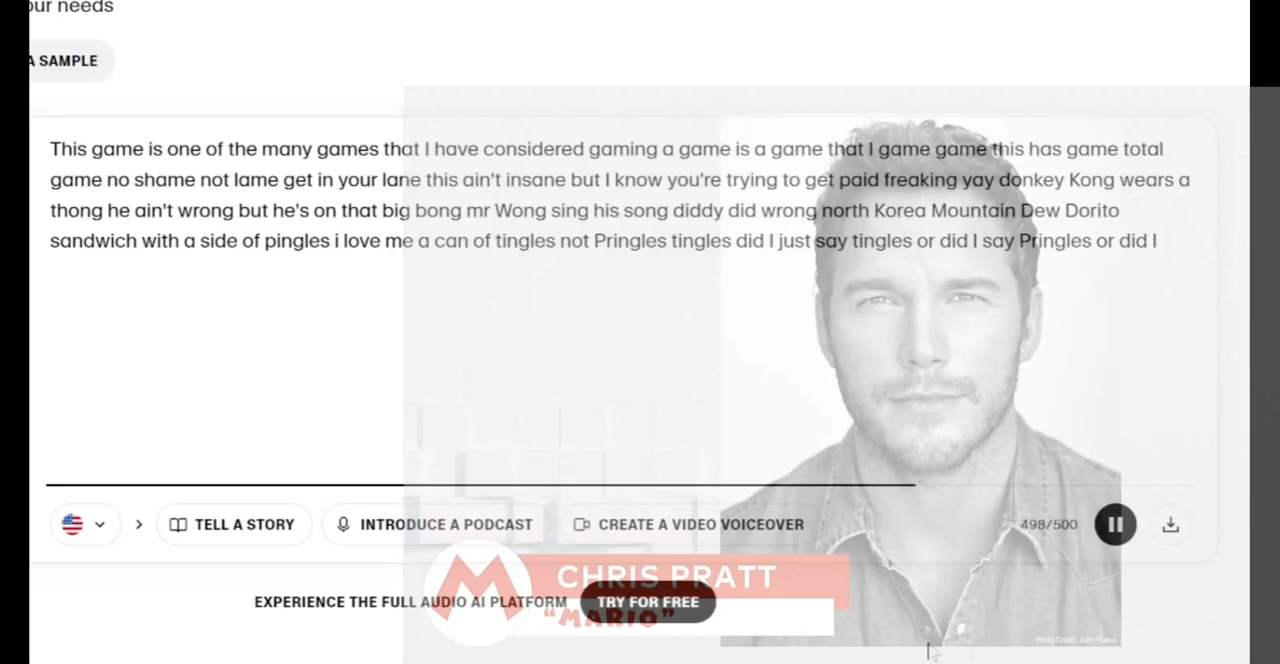 our needs
A SAMPLE
This game is one of the many games that I have considered gaming a game is a game that I game game this has game total
game no shame not lame get in your lane this ain't insane but I know you're trying to get paid freaking yay donkey Kong wears a
thong he ain't wrong but he's on that big bong mr Wong sing his song diddy did wrong north Korea Mountain Dew Dorito
sandwich with a side of pingles i love me a can of tingles not Pringles tingles did I just say tingles or did I say Pringles or did I
TELL A STORY
INTRODUCE A PODCAST
CREATE A VIDEO VOICEOVER
498/500
M
CHRIS PRATT
EXPERIENCE THE FULL AUDIO AI PLATFORM
TRY FOR FREE
"MARIO"
Photo Credit: John Russo